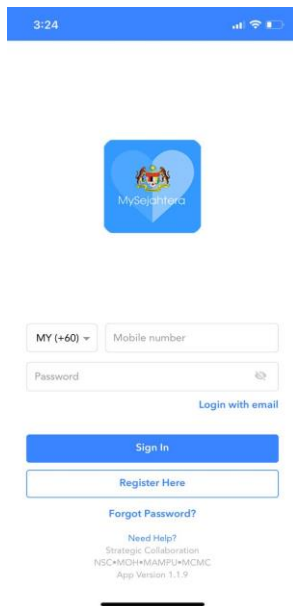 3:24
MySejahtera
MY (+60)
Mobile number
Password
Login with email
Sign In
Register Here
Forgot Password?
Need Help?
Strategic Collaboration
NSC•MOH•MAMPU•MCMC
App Version 1.1.9